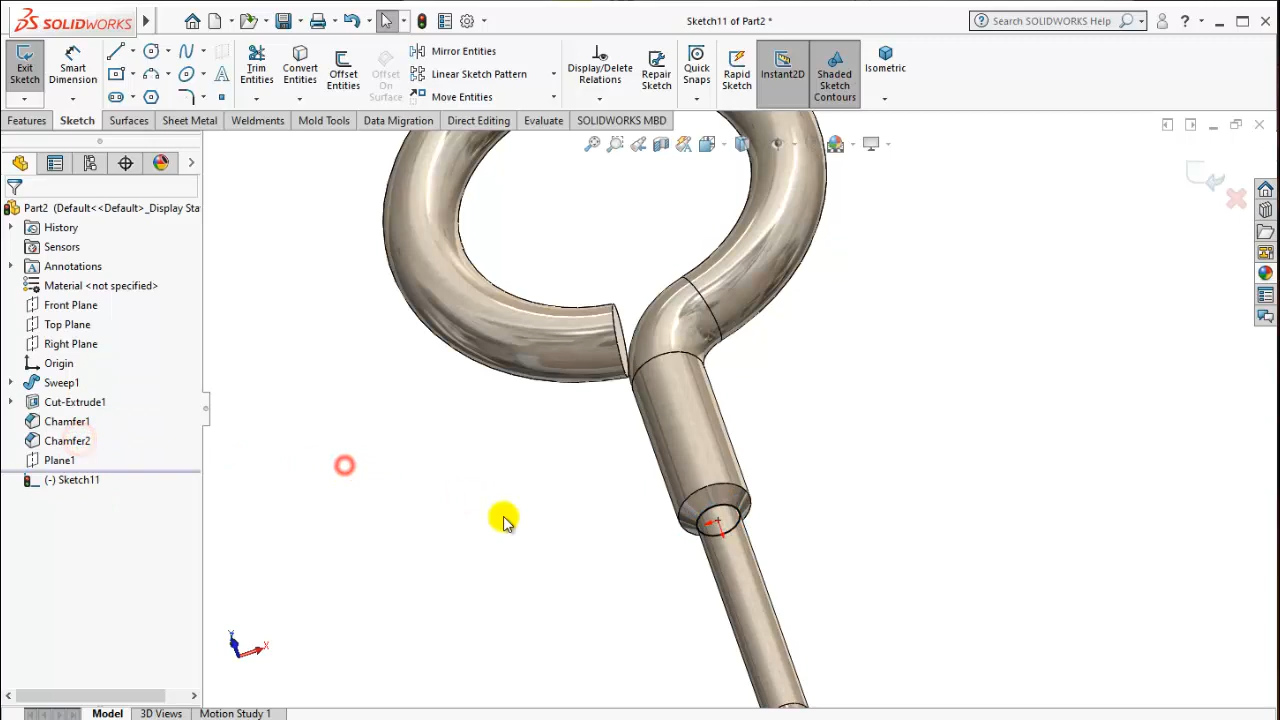 SOLIDWORKS
Sketch11 of Part2 *
Search SOLIDWORKS Help
Exit Sketch
Smart Dimension
Trim Entities
Convert Entities
Offset Entities
Offset On Surface
Mirror Entities
Linear Sketch Pattern
Move Entities
Display/Delete Relations
Repair Sketch
Quick Snaps
Rapid Sketch
Instant2D
Shaded Sketch Contours
Isometric
Features
Sketch
Surfaces
Sheet Metal
Weldments
Mold Tools
Data Migration
Direct Editing
Evaluate
SOLIDWORKS MBD
Part2 (Default<<Default>_Display Sta
History
Sensors
Annotations
Material <not specified>
Front Plane
Top Plane
Right Plane
Origin
Sweep1
Cut-Extrude1
Chamfer1
Chamfer2
Plane1
(-) Sketch11
Y
X
Model
3D Views
Motion Study 1